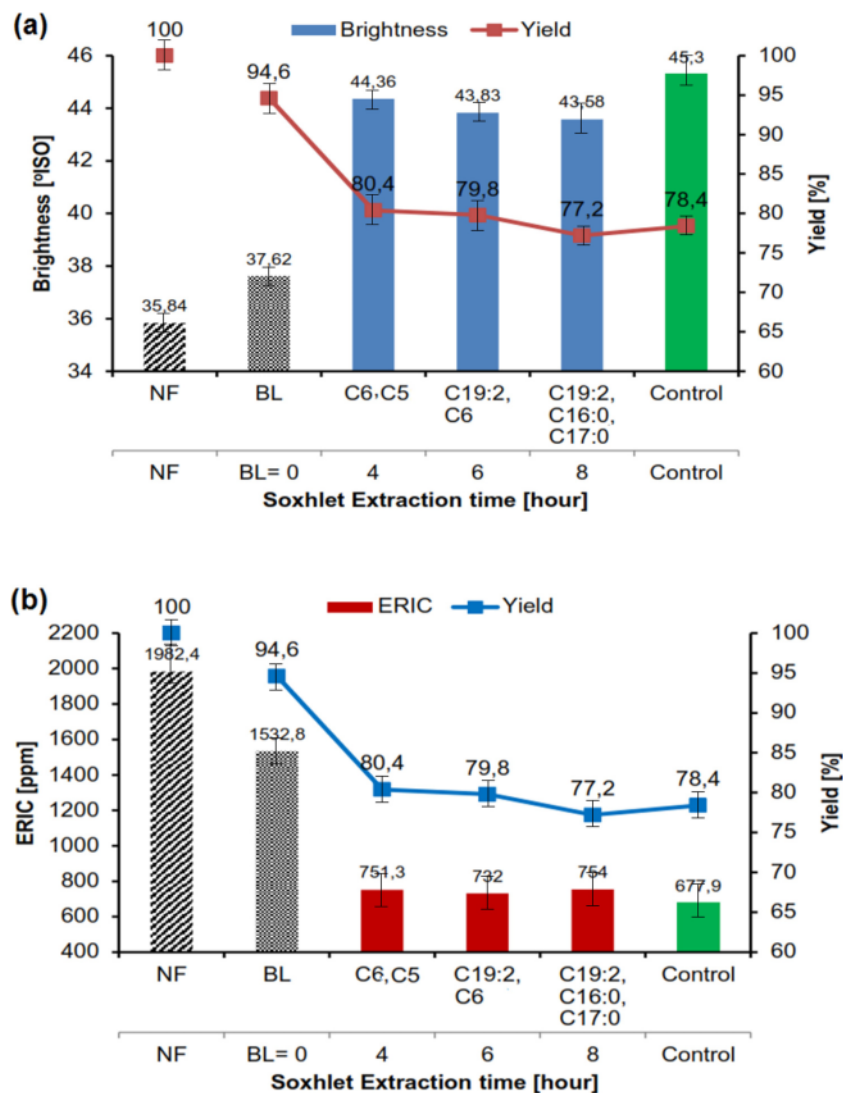 (a)
100
Brightness
Yield
46
44
42
40
38
36
34
Brightness [ºISO]
35,84
37,62
44,36
43,83
43,58
45,3
94,6
80,4
79,8
77,2
78,4
100
95
90
85
80
75
70
65
60
Yield [%]
NF
BL
C6,C5
C19:2,
C6
C19:2,
C16:0,
C17:0
Control
NF
BL= 0
4
6
8
Control
Soxhlet Extraction time [hour]
(b)
100
ERIC
Yield
2200
2000
1800
1600
1400
1200
1000
800
600
400
ERIC [ppm]
1982,4
1532,8
751,3
732
754
677,9
94,6
80,4
79,8
77,2
78,4
100
95
90
85
80
75
70
65
60
Yield [%]
NF
BL
C6,C5
C19:2,
C6
C19:2,
C16:0,
C17:0
Control
NF
BL= 0
4
6
8
Control
Soxhlet Extraction time [hour]